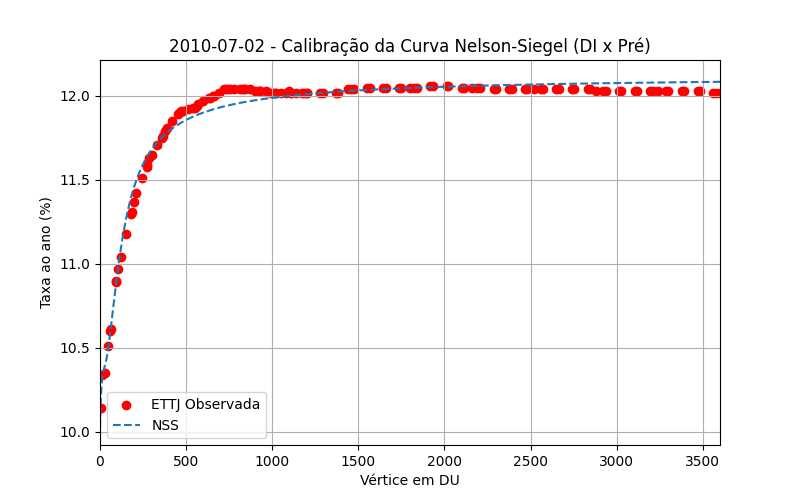 2010-07-02 - Calibração da Curva Nelson-Siegel (DI x Pré)
Taxa ao ano (%)
12.0
11.5
11.0
10.5
10.0
ETTJ Observada
NSS
0 500 1000 1500 2000 2500 3000 3500
Vértice em DU